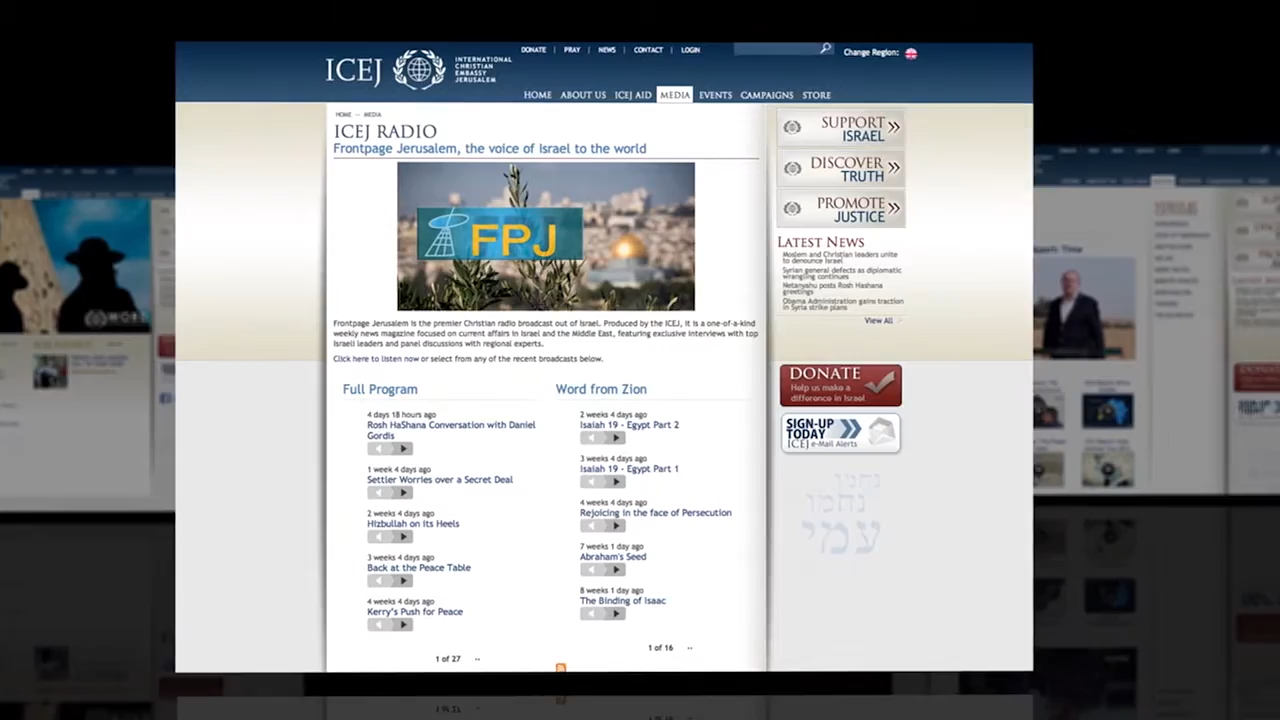 DONATE | PRAY | NEWS | CONTACT | LOGIN
Change Region:
ICEJ
INTERNATIONAL
CHRISTIAN
EMBASSY
JERUSALEM
HOME ABOUT US ICEJ AID MEDIA EVENTS CAMPAIGNS STORE
HOME — MEDIA
ICEJ RADIO
Frontpage Jerusalem, the voice of Israel to the world
FPJ
Frontpage Jerusalem is the premier Christian radio broadcast out of Israel. Produced by the ICEJ, it is a one-of-a-kind
weekly news magazine focused on current affairs in Israel and the Middle East, featuring exclusive interviews with top
Israeli leaders and panel discussions with regional experts.
Click here to listen now or select from any of the recent broadcasts below.
Full Program
4 days 18 hours ago
Rosh HaShana Conversation with Daniel
Gordis
1 week 4 days ago
Settler Worries over a Secret Deal
2 weeks 4 days ago
Hizbullah on its Heels
3 weeks 4 days ago
Back at the Peace Table
4 weeks 4 days ago
Kerry's Push for Peace
1 of 27 ··
Word from Zion
2 weeks 4 days ago
Isaiah 19 - Egypt Part 2
3 weeks 4 days ago
Isaiah 19 - Egypt Part 1
4 weeks 4 days ago
Rejoicing in the face of Persecution
7 weeks 1 day ago
Abraham's Seed
8 weeks 1 day ago
The Binding of Isaac
1 of 16 ··
SUPPORT
ISRAEL
DISCOVER
TRUTH
PROMOTE
JUSTICE
LATEST NEWS
Moslem and Christian leaders unite
to denounce Israel
Syrian general defects as diplomatic
wrangling continues
Netanyahu posts Rosh Hashana
greetings
Obama Administration gains traction
in Syria strike plans
View All
DONATE
Help us make a
difference in Israel
SIGN-UP
TODAY
ICEJ e-Mail Alerts
נחמו
נחמו
עמי